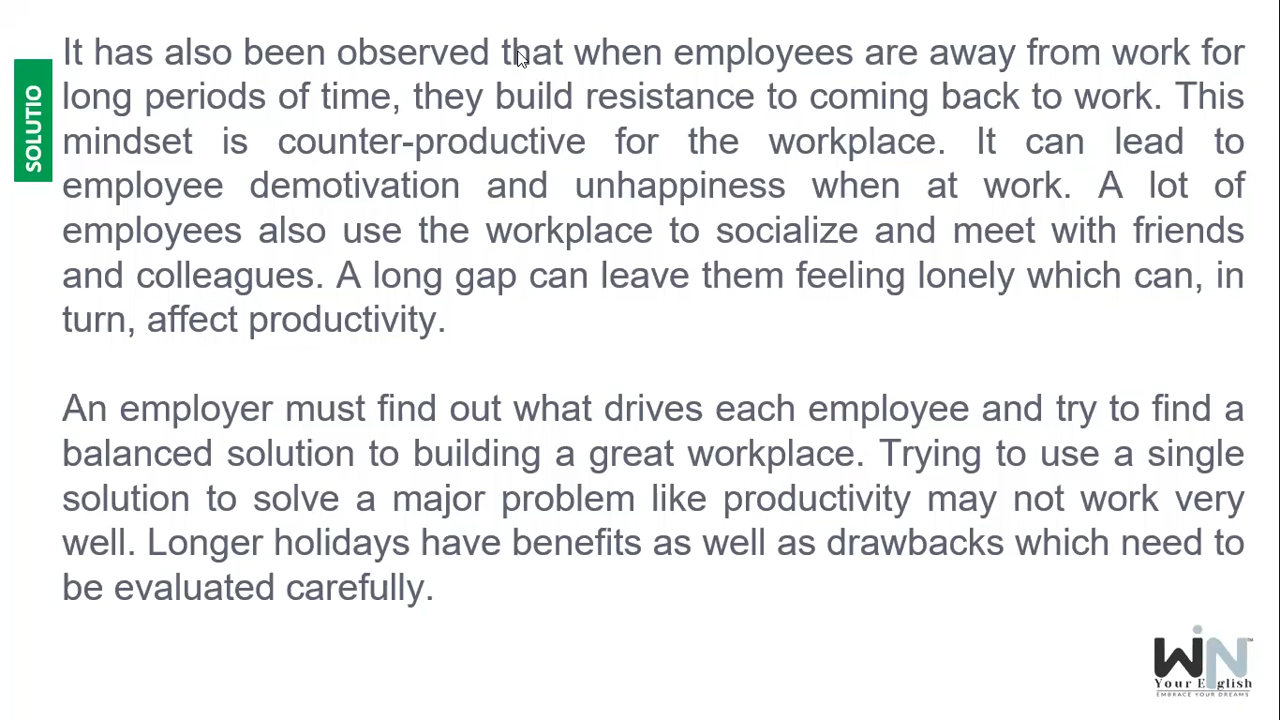 SOLUTIO
It has also been observed that when employees are away from work for
long periods of time, they build resistance to coming back to work. This
mindset is counter-productive for the workplace. It can lead to
employee demotivation and unhappiness when at work. A lot of
employees also use the workplace to socialize and meet with friends
and colleagues. A long gap can leave them feeling lonely which can, in
turn, affect productivity.
An employer must find out what drives each employee and try to find a
balanced solution to building a great workplace. Trying to use a single
solution to solve a major problem like productivity may not work very
well. Longer holidays have benefits as well as drawbacks which need to
be evaluated carefully.
WiN™
Your English
EMBRACE YOUR DREAMS